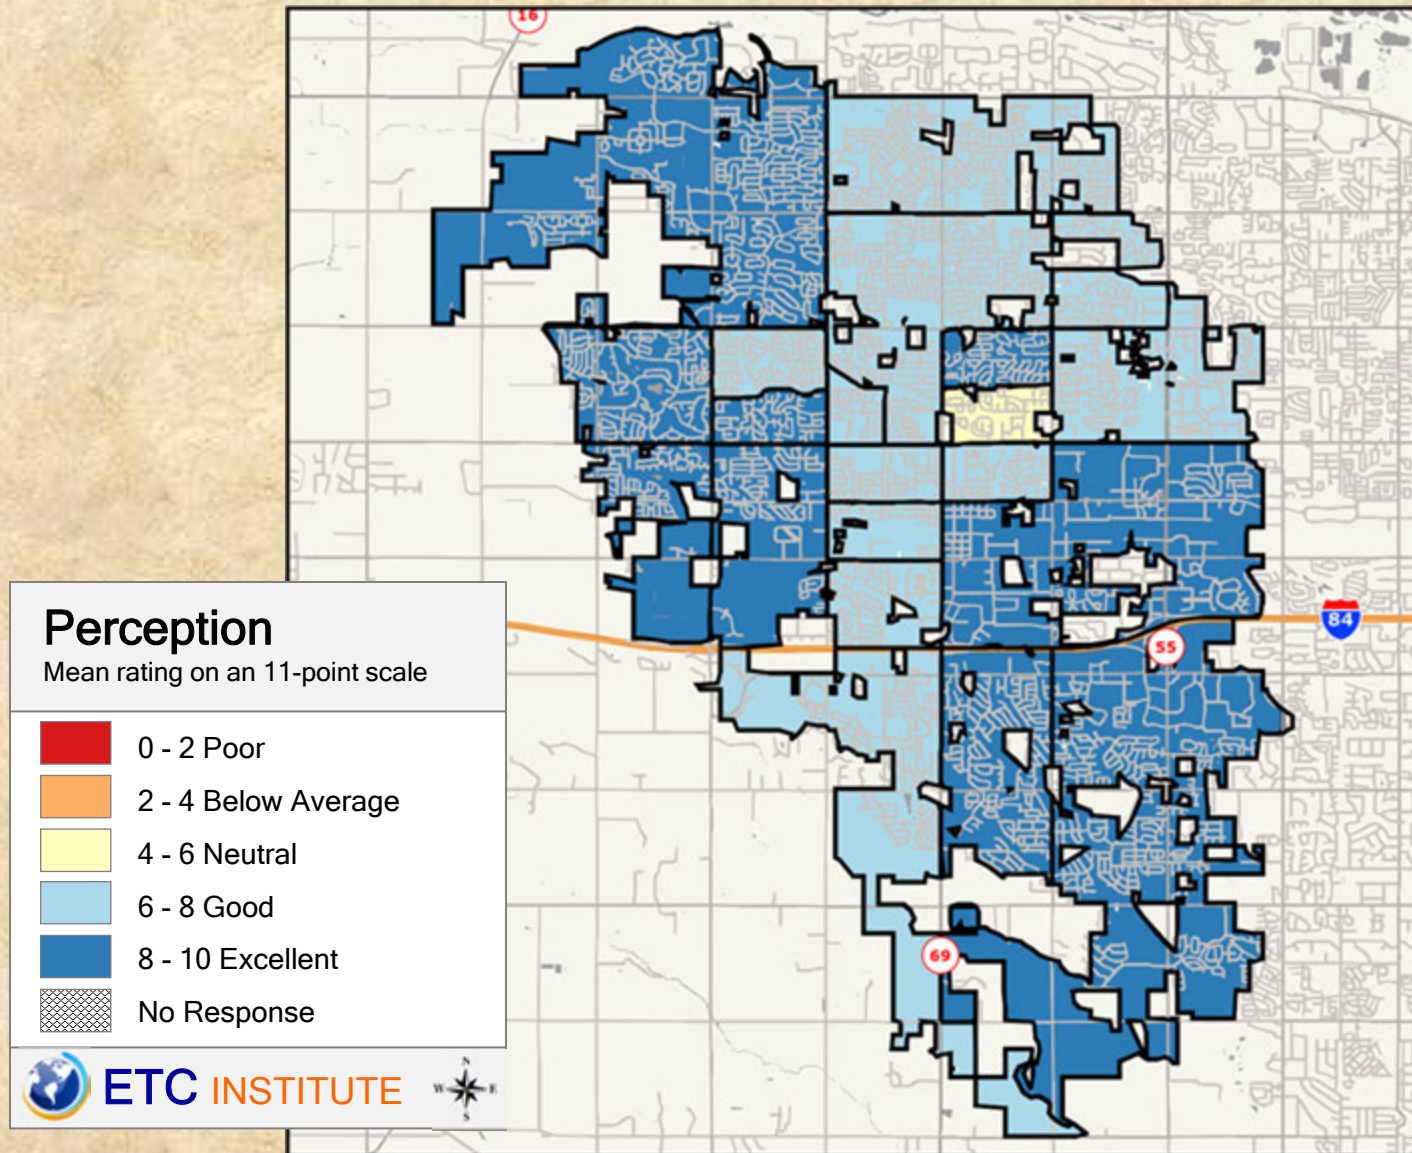 16
84
55
69
Perception
Mean rating on an 11-point scale
0 - 2 Poor
2 - 4 Below Average
4 - 6 Neutral
6 - 8 Good
8 - 10 Excellent
No Response
ETC INSTITUTE
N
W E
S